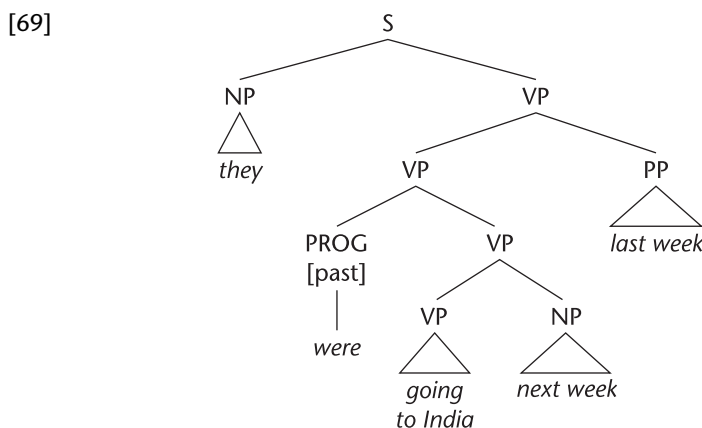 [69]
S
NP VP
they
VP PP
last week
PROG VP
[past]
VP NP
were
going next week
to India